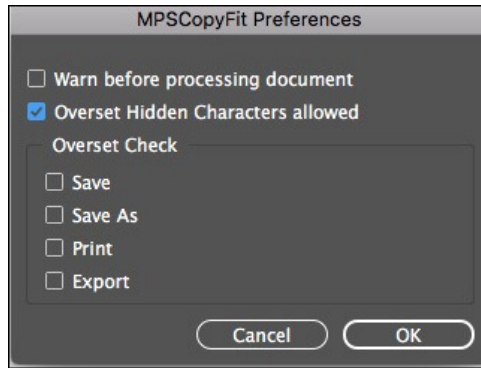 MPSCopyFit Preferences
Warn before processing document
Overset Hidden Characters allowed
Overset Check
Save
Save As
Print
Export
Cancel OK